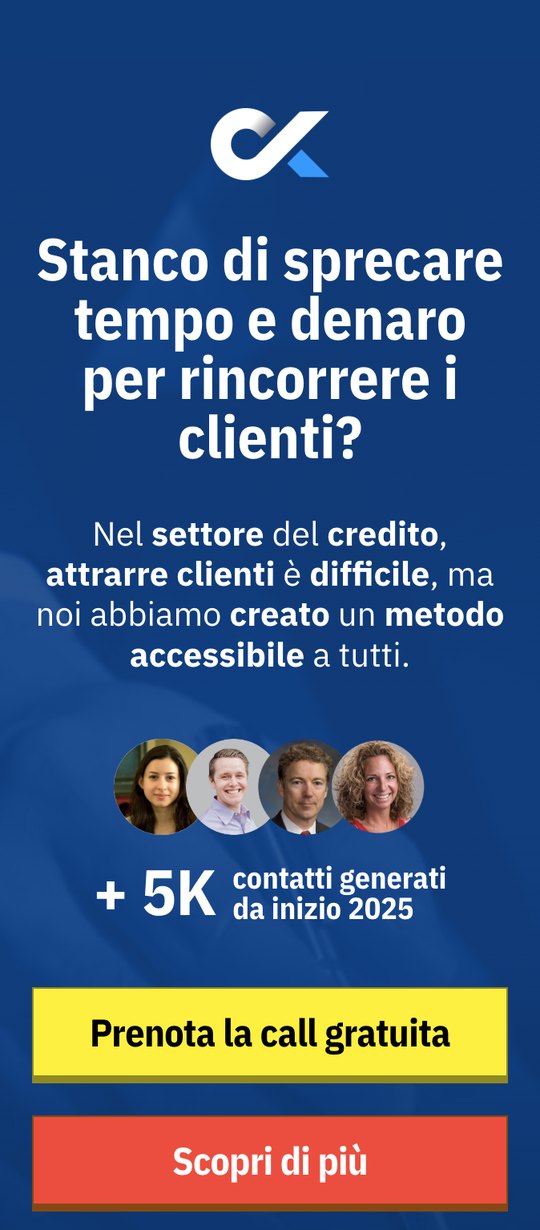 Stanco di sprecare
tempo e denaro
per rincorrere i
clienti?
Nel settore del credito,
attrarre clienti è difficile, ma
noi abbiamo creato un metodo
accessibile a tutti.
+ 5K contatti generati
da inizio 2025
Prenota la call gratuita
Scopri di più